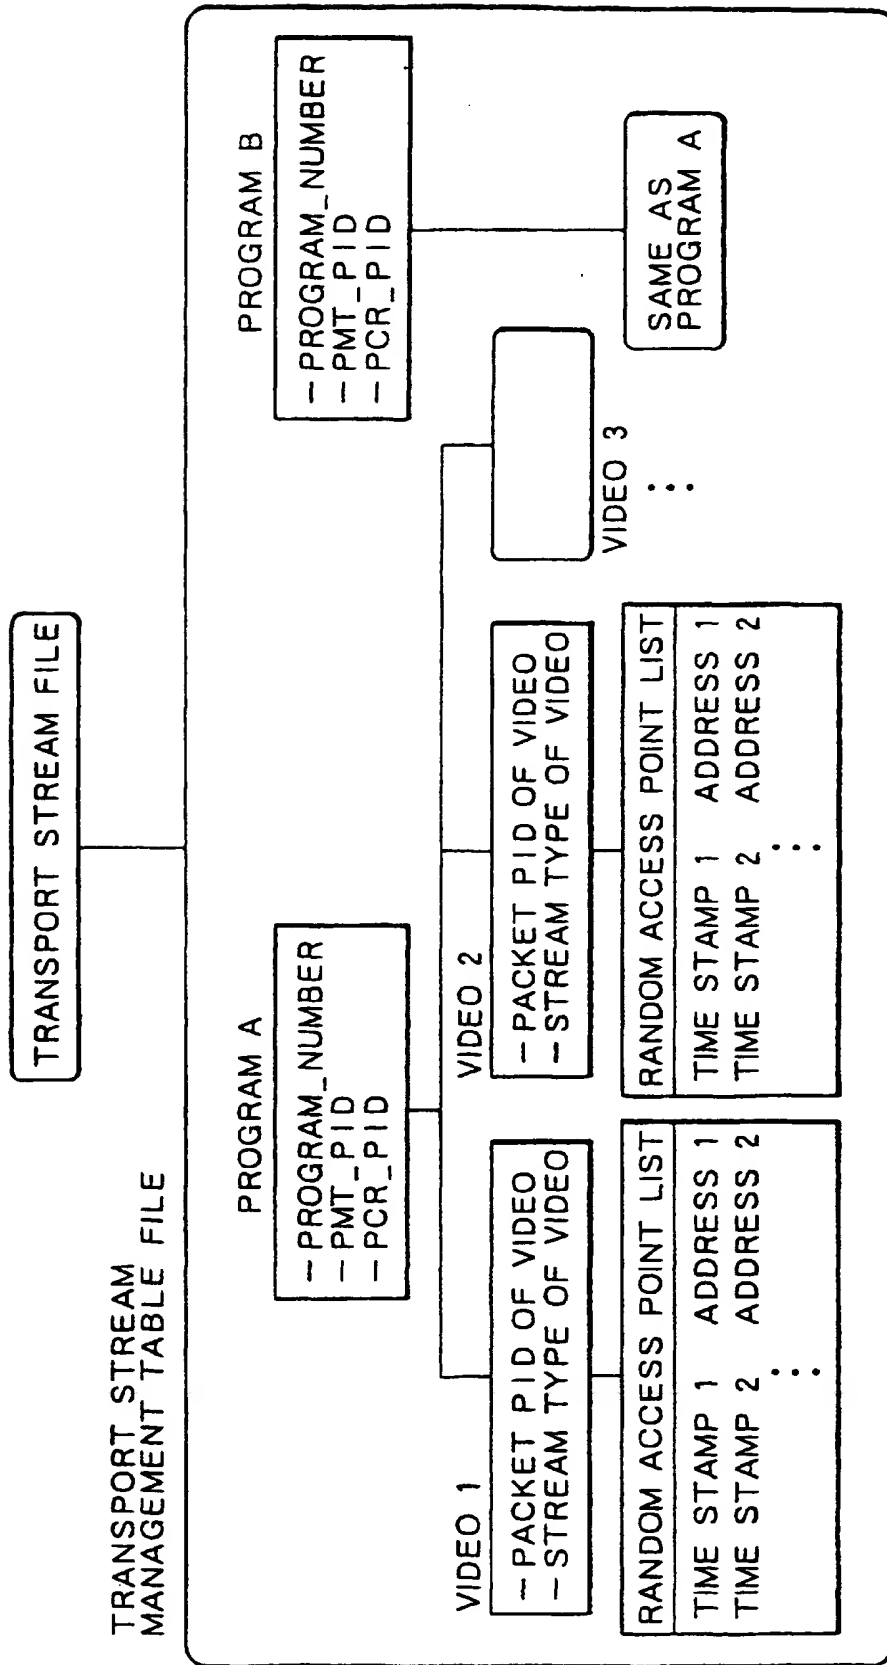 TRANSPORT STREAM FILE
TRANSPORT STREAM
MANAGEMENT TABLE FILE
PROGRAM A
—PROGRAM_NUMBER
—PMT_PID
—PCR_PID
PROGRAM B
—PROGRAM_NUMBER
—PMT_PID
—PCR_PID
VIDEO 1
—PACKET PID OF VIDEO
—STREAM TYPE OF VIDEO
VIDEO 2
—PACKET PID OF VIDEO
—STREAM TYPE OF VIDEO
VIDEO 3
...
SAME AS
PROGRAM A
RANDOM ACCESS POINT LIST
TIME STAMP 1 ADDRESS 1
TIME STAMP 2 ADDRESS 2
...
RANDOM ACCESS POINT LIST
TIME STAMP 1 ADDRESS 1
TIME STAMP 2 ADDRESS 2
...